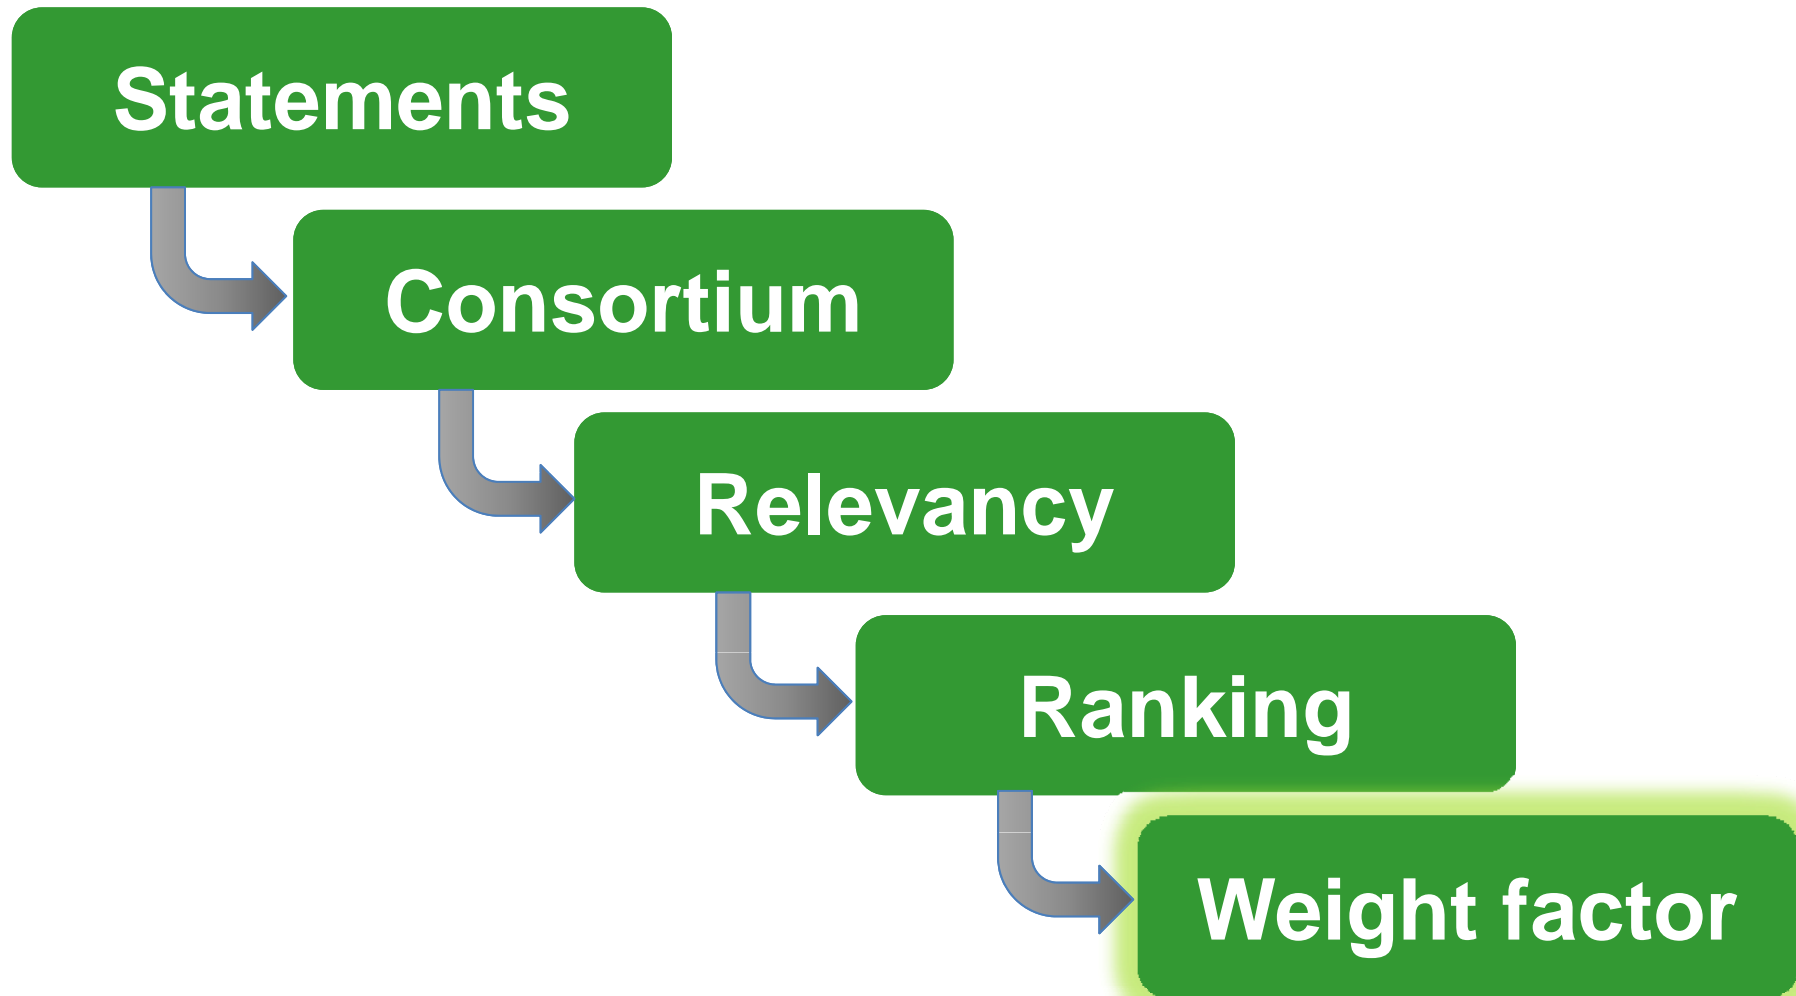 Statements
Consortium
Relevancy
Ranking
Weight factor